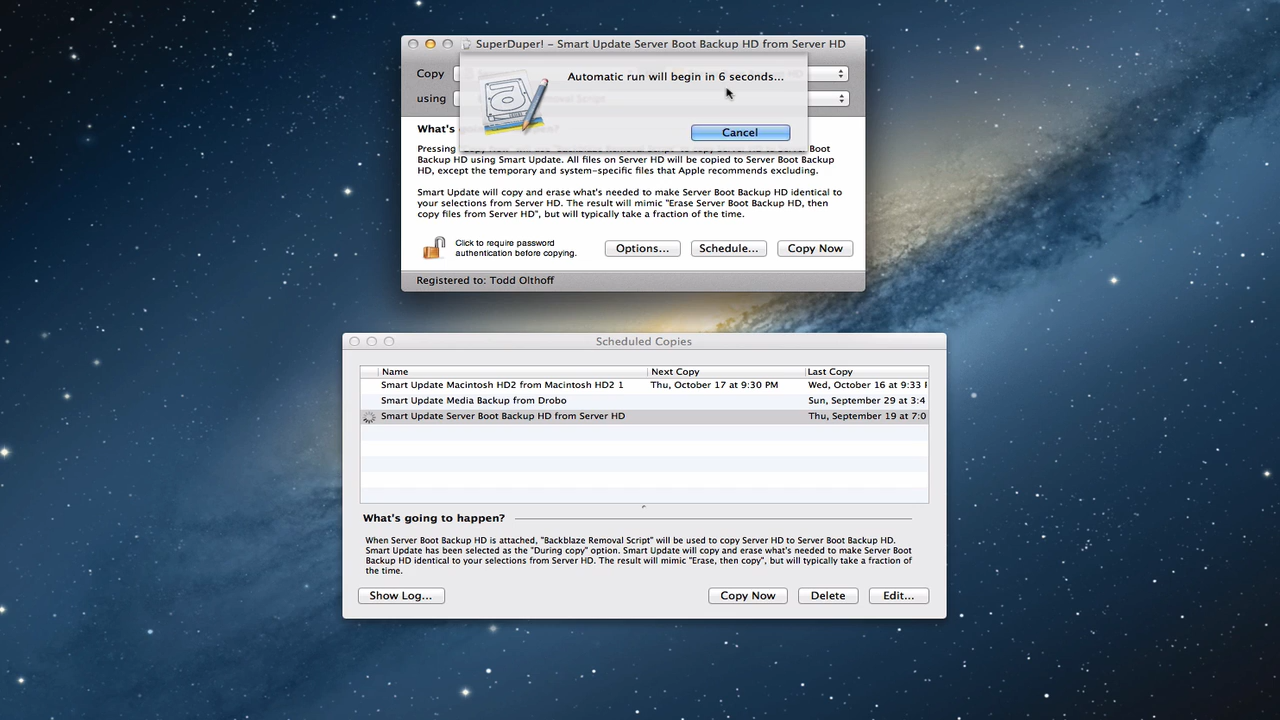 SuperDuper! – Smart Update Server Boot Backup HD from Server HD
Copy
Automatic run will begin in 6 seconds...
using
Cancel
What's
Pressing
Boot
Backup HD using Smart Update. All files on Server HD will be copied to Server Boot Backup
HD, except the temporary and system-specific files that Apple recommends excluding.
Smart Update will copy and erase what's needed to make Server Boot Backup HD identical to
your selections from Server HD. The result will mimic "Erase Server Boot Backup HD, then
copy files from Server HD", but will typically take a fraction of the time.
Click to require password
authentication before copying.
Options...
Schedule...
Copy Now
Registered to: Todd Olthoff
Scheduled Copies
Name Next Copy Last Copy
Smart Update Macintosh HD2 from Macintosh HD2 1 Thu, October 17 at 9:30 PM Wed, October 16 at 9:33
Smart Update Media Backup from Drobo Sun, September 29 at 3:4
Smart Update Server Boot Backup HD from Server HD Thu, September 19 at 7:0
What's going to happen?
When Server Boot Backup HD is attached, "Backblaze Removal Script" will be used to copy Server HD to Server Boot Backup HD.
Smart Update has been selected as the "During copy" option. Smart Update will copy and erase what's needed to make Server Boot
Backup HD identical to your selections from Server HD. The result will mimic "Erase, then copy", but will typically take a fraction of
the time.
Show Log...
Copy Now
Delete
Edit...